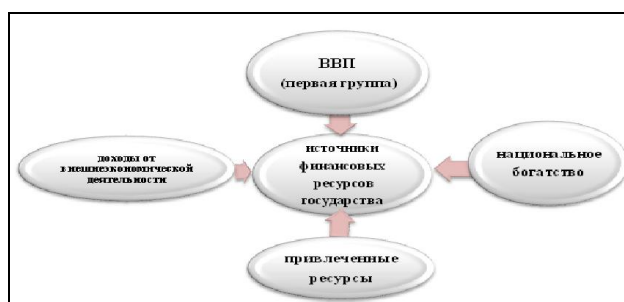 ВВП
(первая группа)
доходы от
внешнеэкономической
деятельности
источники
финансовых
ресурсов
государства
национальное
богатство
привлеченные
ресурсы